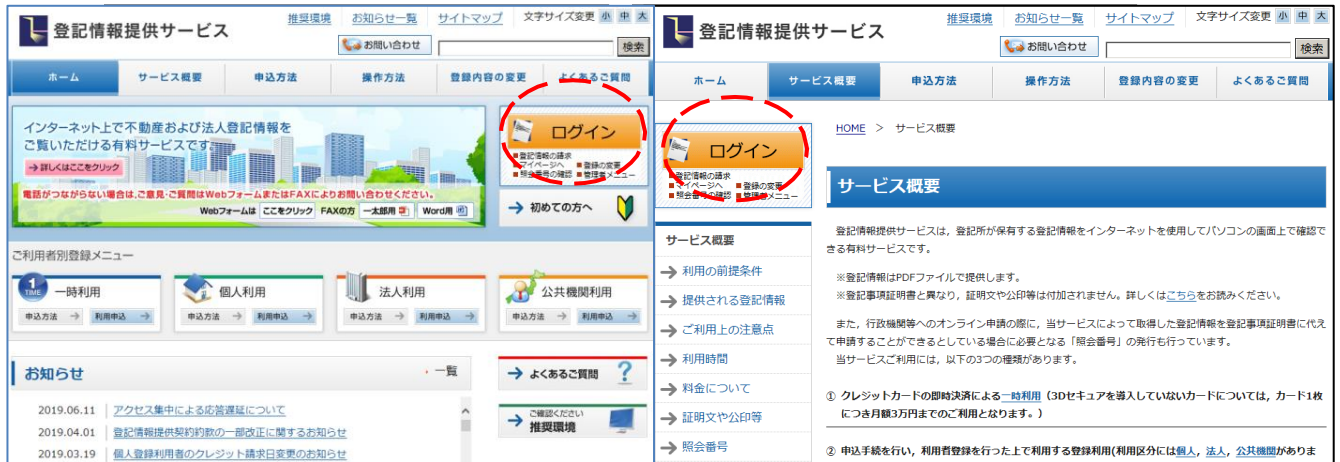 推奨環境 お知らせ一覧 サイトマップ 文字サイズ変更 小 中 大
登記情報提供サービス
お問い合わせ 検索
ホーム サービス概要 申込方法 操作方法 登録内容の変更 よくあるご質問
インターネット上で不動産および法人登記情報を
ご覧いただける有料サービスです。
→詳しくはここをクリック
電話がつながらない場合は、ご意見・ご質問はWebフォームまたはFAXによりお問い合わせください。
Webフォームは ここをクリック FAXの方 一太郎用 Word用
ログイン
■登記情報の請求
■マイページへ ■登録の変更
■照会番号の確認 ■管理者メニュー
→ 初めての方へ
ご利用者別登録メニュー
1 TIME 一時利用
申込方法 → 利用申込 →
個人利用
申込方法 → 利用申込 →
法人利用
申込方法 → 利用申込 →
公共機関利用
申込方法 → 利用申込 →
お知らせ ・一覧
2019.06.11 アクセス集中による応答遅延について
2019.04.01 登記情報提供契約約款の一部改正に関するお知らせ
2019.03.19 個人登録利用者のクレジット請求日変更のお知らせ
→ よくあるご質問 ?
→ ご確認ください
推奨環境
推奨環境 お知らせ一覧 サイトマップ 文字サイズ変更 小 中 大
登記情報提供サービス
お問い合わせ 検索
ホーム サービス概要 申込方法 操作方法 登録内容の変更 よくあるご質問
ログイン
■登記情報の請求
■マイページへ ■登録の変更
■照会番号の確認 ■管理者メニュー
サービス概要
→ 利用の前提条件
→ 提供される登記情報
→ ご利用上の注意点
→ 利用時間
→ 料金について
→ 証明文や公印等
→ 照会番号
HOME > サービス概要
サービス概要
登記情報提供サービスは，登記所が保有する登記情報をインターネットを使用してパソコンの画面上で確認で
きる有料サービスです。
※登記情報はPDFファイルで提供します。
※登記事項証明書と異なり，証明文や公印等は付加されません。詳しくはこちらをお読みください。
また，行政機関等へのオンライン申請の際に，当サービスによって取得した登記情報を登記事項証明書に代え
て申請することができるとしている場合に必要となる「照会番号」の発行も行っています。
当サービスご利用には，以下の3つの種類があります。
① クレジットカードの即時決済による一時利用（3Dセキュアを導入していないカードについては，カード1枚
につき月額3万円までのご利用となります。）
② 申込手続を行い，利用者登録を行った上で利用する登録利用(利用区分には個人，法人，公共機関がありま